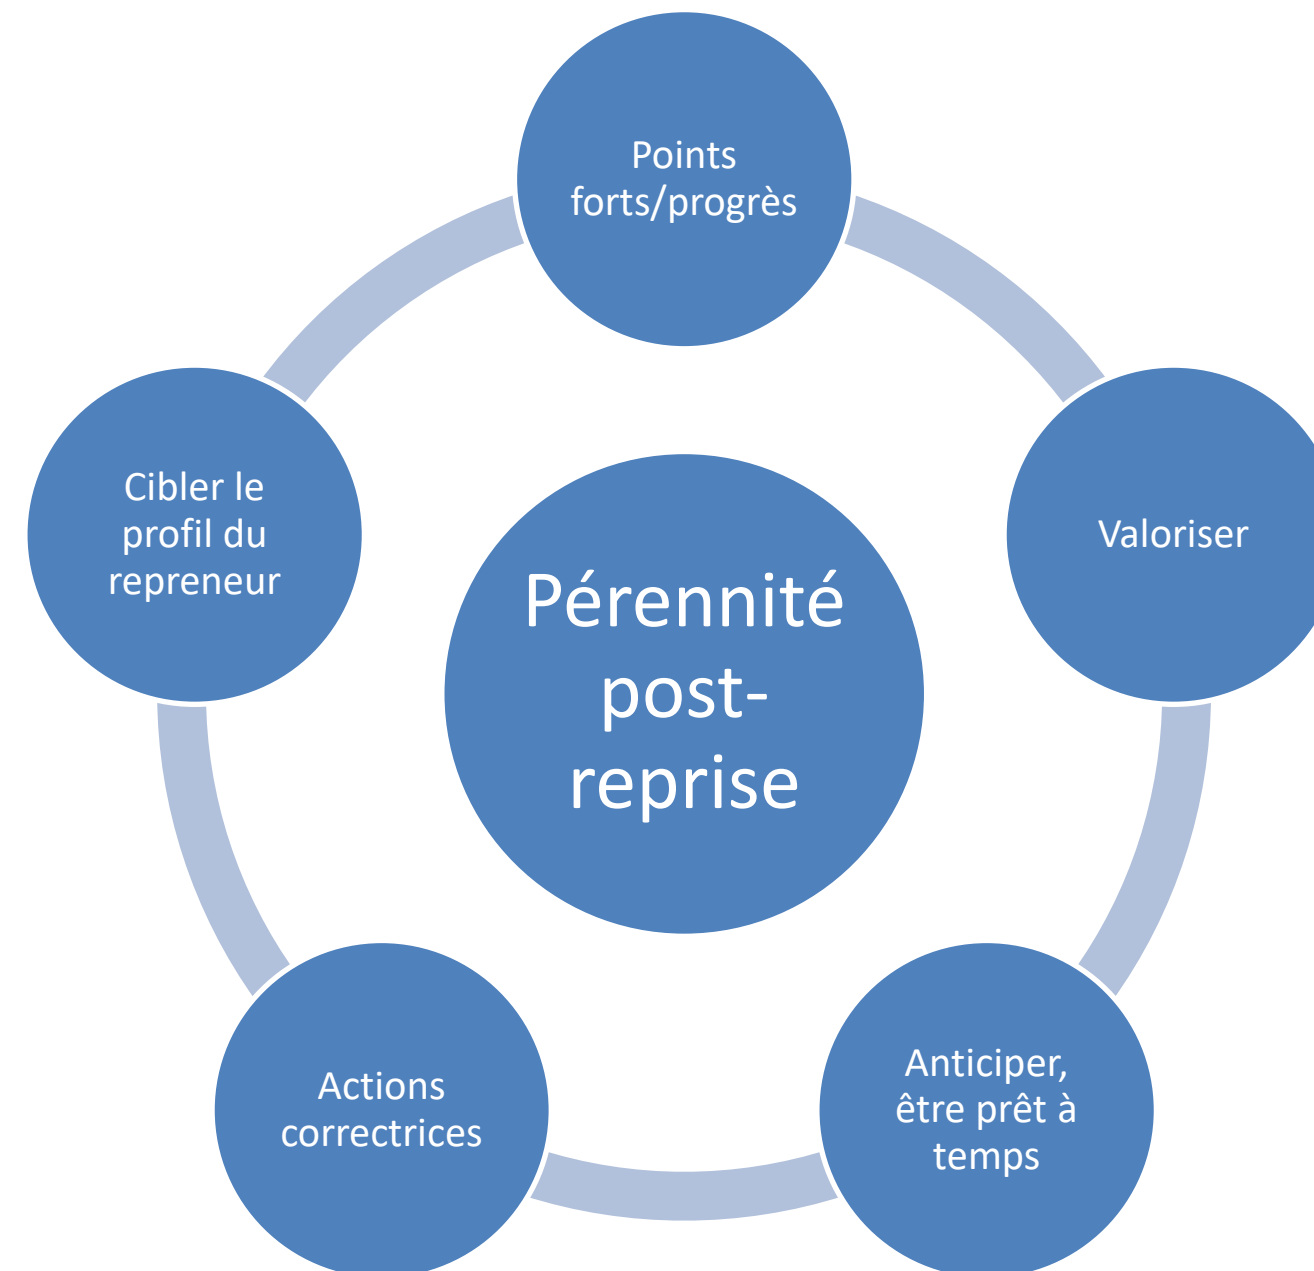 Points
forts/progrès
Valoriser
Anticiper,
être prêt à
temps
Actions
correctrices
Cibler le
profil du
repreneur
Pérennité
post-
reprise